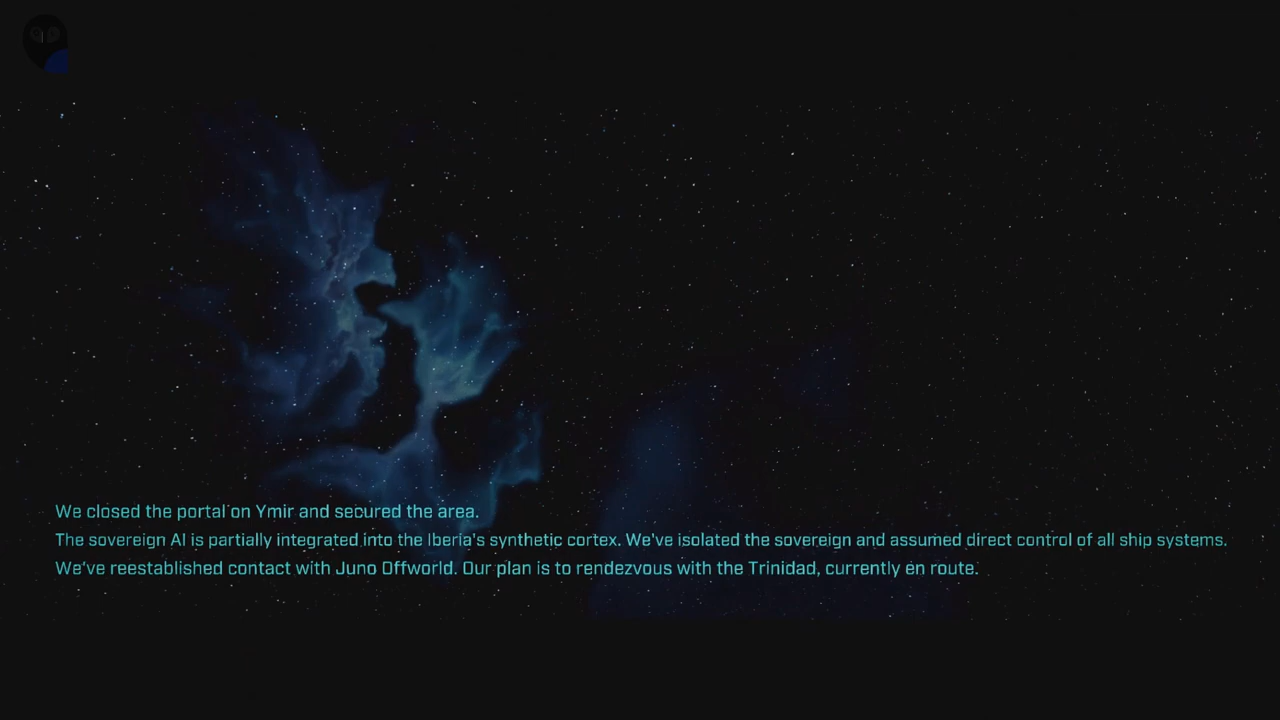 We closed the portal on Ymir and secured the area.
The sovereign AI is partially integrated into the Iberia's synthetic cortex. We've isolated the sovereign and assumed direct control of all ship systems.
We've reestablished contact with Juno Offworld. Our plan is to rendezvous with the Trinidad, currently en route.